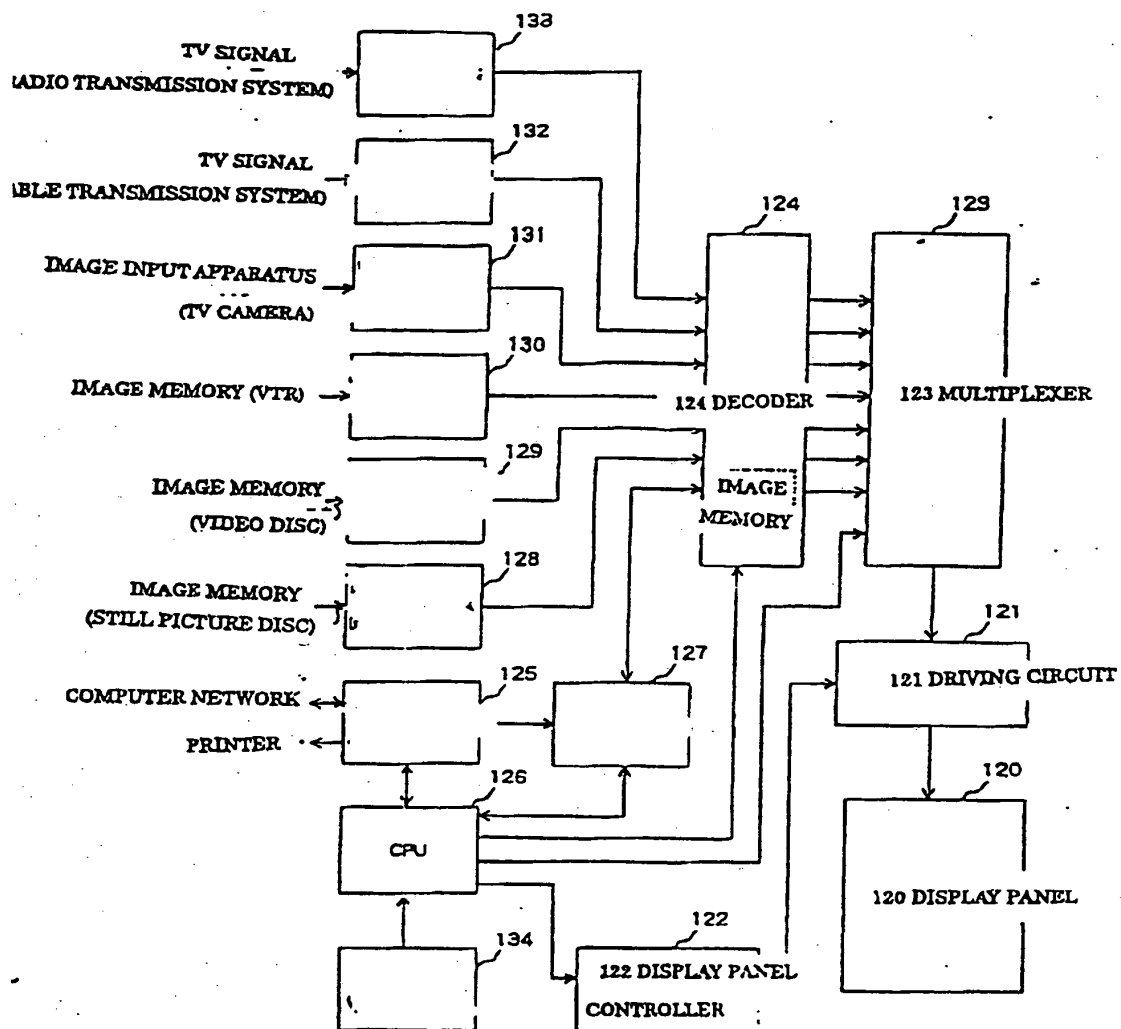 133
TV SIGNAL
RADIO TRANSMISSION SYSTEM)
132
TV SIGNAL
ABLE TRANSMISSION SYSTEM)
124
123
131
IMAGE INPUT APPARATUS
(TV CAMERA)
130
IMAGE MEMORY (VTR)
124 DECODER
123 MULTIPLEXER
129
IMAGE MEMORY
(VIDEO DISC)
IMAGE
MEMORY
128
IMAGE MEMORY
(STILL PICTURE DISC)
121
127
125
121 DRIVING CIRCUIT
COMPUTER NETWORK
PRINTER
126
120
CPU
120 DISPLAY PANEL
122
134
122 DISPLAY PANEL
CONTROLLER